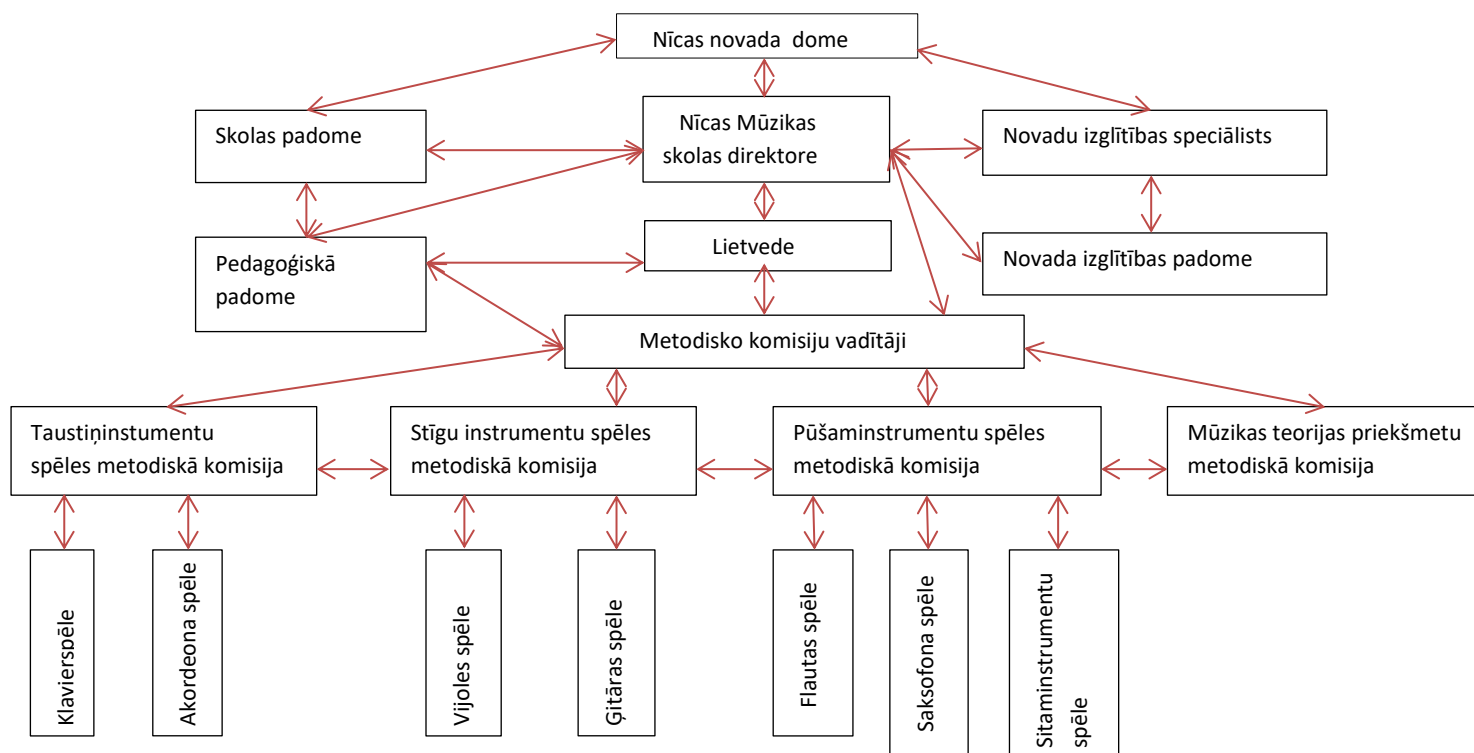 Nīcas novada  dome
Skolas padome
Nīcas Mūzikas
skolas direktore
Novadu izglītības speciālists
Pedagoģiskā
padome
Lietvede
Novada izglītības padome
Metodisko komisiju vadītāji
Taustiņinstumentu
spēles metodiskā komisija
Stīgu instrumentu spēles
metodiskā komisija
Pūšaminstrumentu spēles
metodiskā komisija
Mūzikas teorijas priekšmetu
metodiskā komisija
Klavierspēle
Akordeona spēle
Vijoles spēle
Ģitāras spēle
Flautas spēle
Saksofona spēle
Sitaminstrumentu
spēle